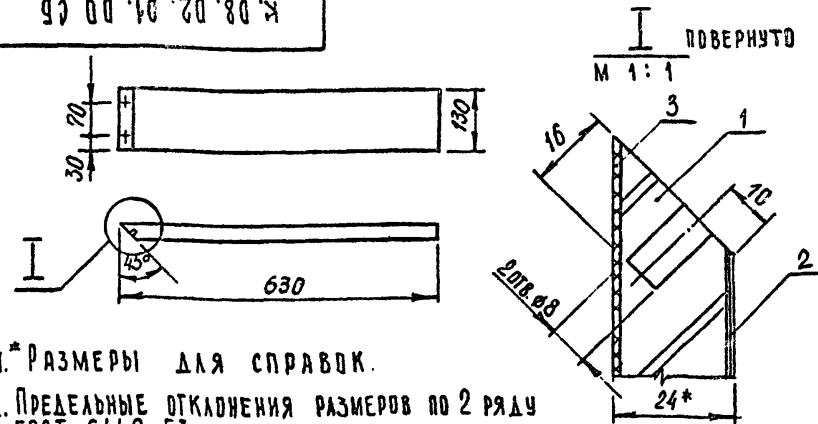 К. 08. 02. 01. 00 СБ
I ПОВЕРНУТО
М 1:1
70
30
130
I
45°
630
16
3
1
10
2
2 отв. ø8
24*
1.* РАЗМЕРЫ ДЛЯ СПРАВОК.
2. ПРЕДЕЛЬНЫЕ ОТКЛОНЕНИЯ РАЗМЕРОВ ПО 2 РЯДУ